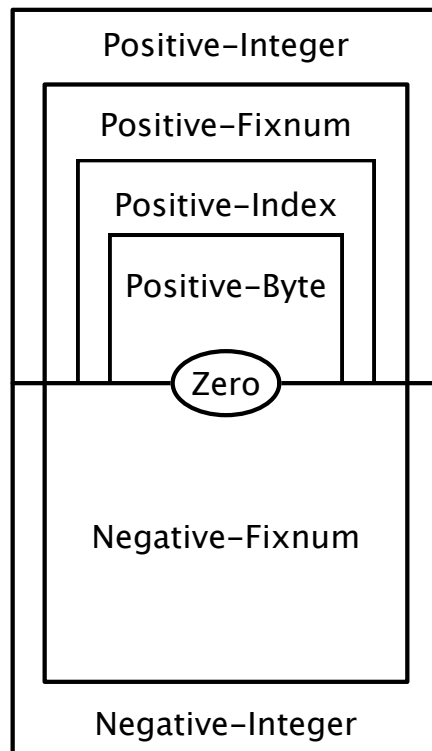 Positive-Integer
Positive-Fixnum
Positive-Index
Positive-Byte
Zero
Negative-Fixnum
Negative-Integer